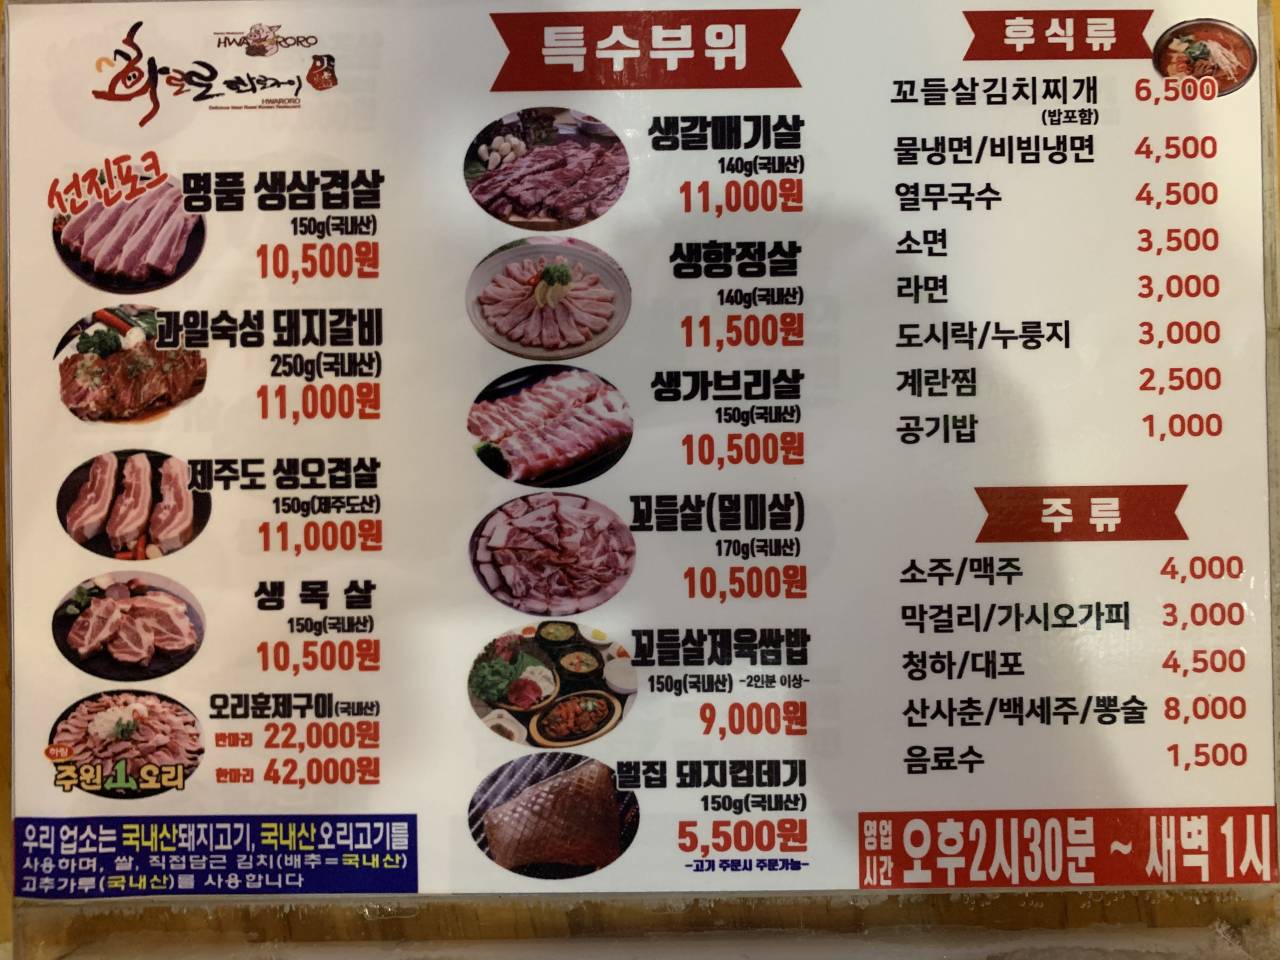 HWARORO
화로로
HWARORO
Restaurant
선진포크
명품 생삼겹살
150g(국내산)
10,500원
과일숙성 돼지갈비
250g(국내산)
11,000원
제주도 생오겹살
150g(제주도산)
11,000원
생목살
150g(국내산)
10,500원
오리훈제구이(국내산)
반마리 22,000원
한마리 42,000원
하림
주원 오리
우리 업소는 국내산돼지고기, 국내산 오리고기를
사용하며, 쌀, 직접담근 김치(배추=국내산)
고추가루(국내산)를 사용합니다
특수부위
생갈매기살
140g(국내산)
11,000원
생항정살
140g(국내산)
11,500원
생가브리살
150g(국내산)
10,500원
꼬들살(덜미살)
170g(국내산)
10,500원
꼬들살제육쌈밥
150g(국내산) -2인분 이상-
9,000원
벌집 돼지껍데기
150g(국내산)
5,500원
-고기 주문시 주문가능-
후식류
꼬들살김치찌개 6,500
(밥포함)
물냉면/비빔냉면 4,500
열무국수 4,500
소면 3,500
라면 3,000
도시락/누룽지 3,000
계란찜 2,500
공기밥 1,000
주류
소주/맥주 4,000
막걸리/가시오가피 3,000
청하/대포 4,500
산사춘/백세주/뽕술 8,000
음료수 1,500
영업시간 오후2시30분 ~ 새벽 1시